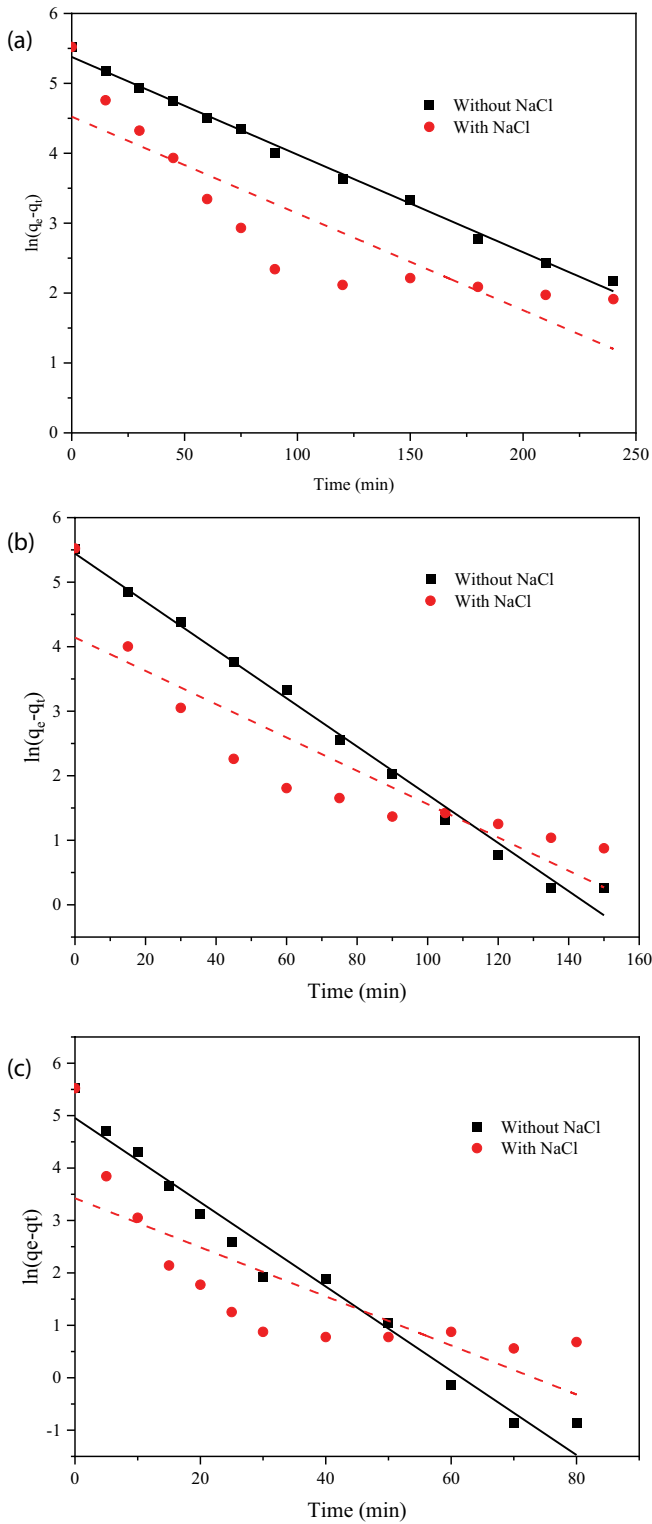 (a)
6
5
4
3
2
1
0
ln(qₑ-qₜ)
Without NaCl
With NaCl
0 50 100 150 200 250
Time (min)
(b)
6
5
4
3
2
1
0
ln(qₑ-qₜ)
Without NaCl
With NaCl
0 20 40 60 80 100 120 140 160
Time (min)
(c)
6
5
4
3
2
1
0
-1
ln(qe-qt)
Without NaCl
With NaCl
0 20 40 60 80
Time (min)